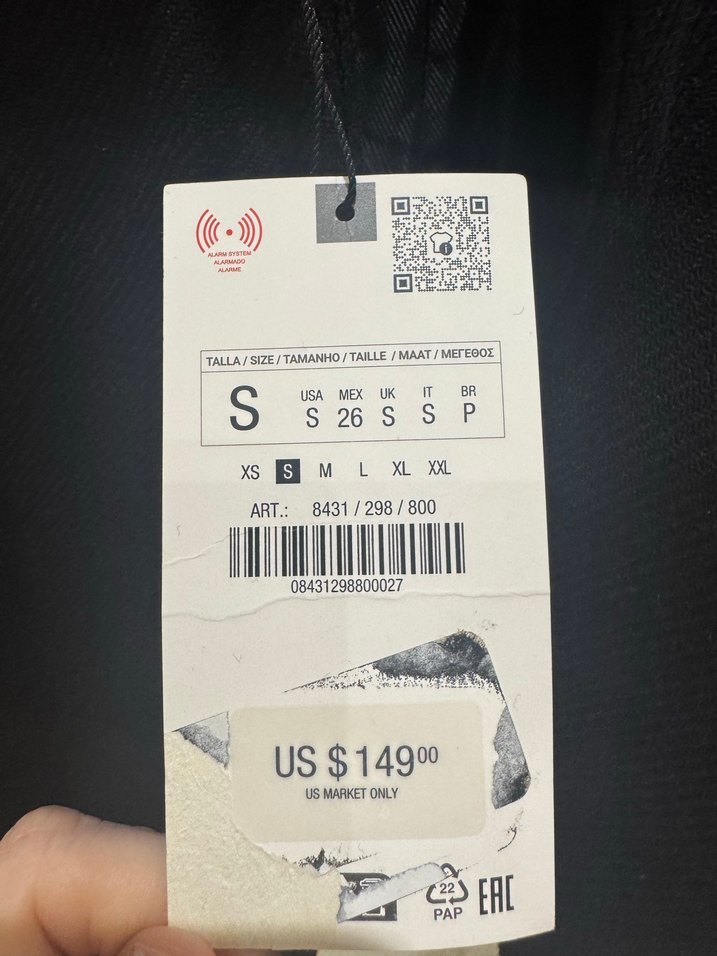 ALARM SYSTEM
ALARMADO
ALARME
TALLA / SIZE / TAMANHO / TAILLE / MAAT / ΜΕΓΕΘΟΣ
S
USA MEX UK IT BR
S 26 S S P
XS S M L XL XXL
ART.: 8431 / 298 / 800
08431298800027
US $14900
US MARKET ONLY
22
PAP
EAC